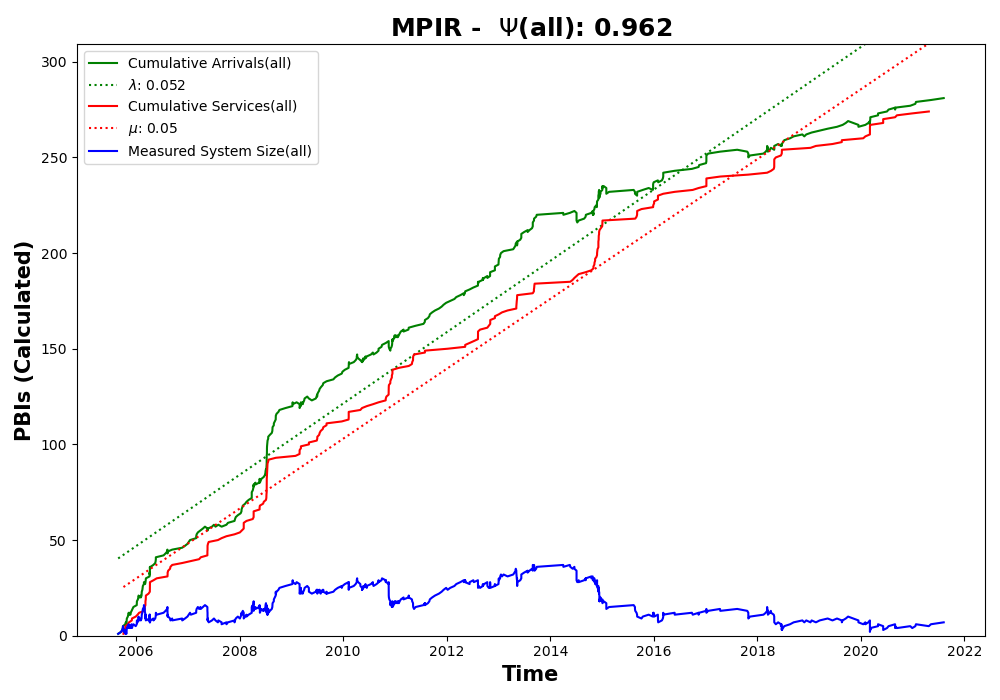 MPIR - Ψ(all): 0.962
Cumulative Arrivals(all)
λ: 0.052
Cumulative Services(all)
μ: 0.05
Measured System Size(all)
PBIs (Calculated)
300
250
200
150
100
50
0
2006 2008 2010 2012 2014 2016 2018 2020 2022
Time